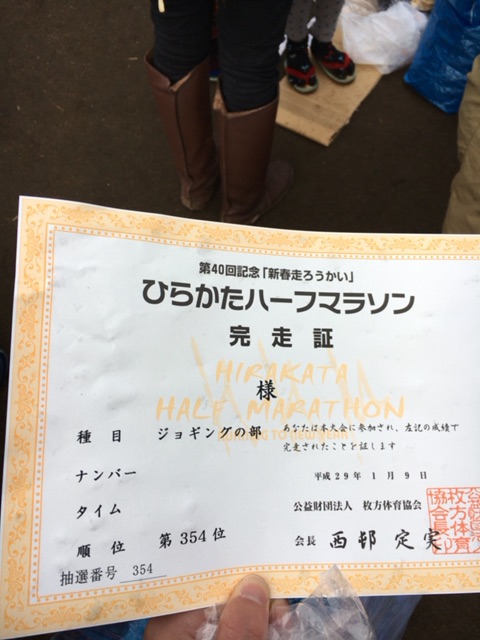 第40回記念「新春走ろうかい」
ひらかたハーフマラソン
完走証
HIRAKATA
HALF MARATHON
様
種目 ジョギングの部
あなたは本大会に参加され、左記の成績で
完走されたことを証します
ナンバー
平成29年1月9日
タイム
公益財団法人 枚方体育協会
順位 第354位
会長 西邨定実
抽選番号 354